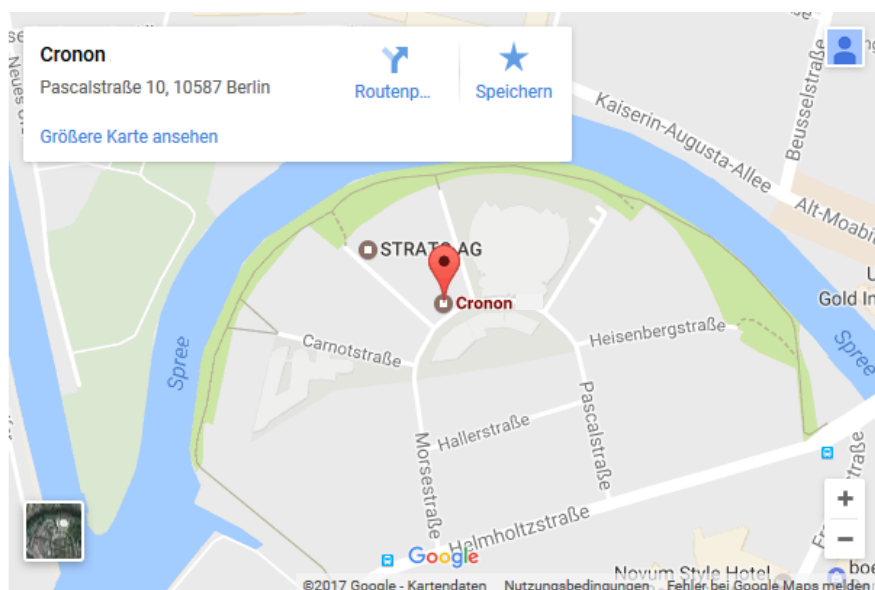 Cronon
Pascalstraße 10, 10587 Berlin
Routenp...
Speichern
Größere Karte ansehen
Kaiserin-Augusta-Allee
Beusselstraße
Alt-Moabit
Gold In
STRATO AG
Cronon
Spree
Spree
Carnotstraße
Heisenbergstraße
Hallerstraße
Pascalstraße
Morsestraße
Helmholtzstraße
Google
Novum Style Hotel
©2017 Google - Kartendaten
Nutzungsbedingungen
Fehler bei Google Maps melden